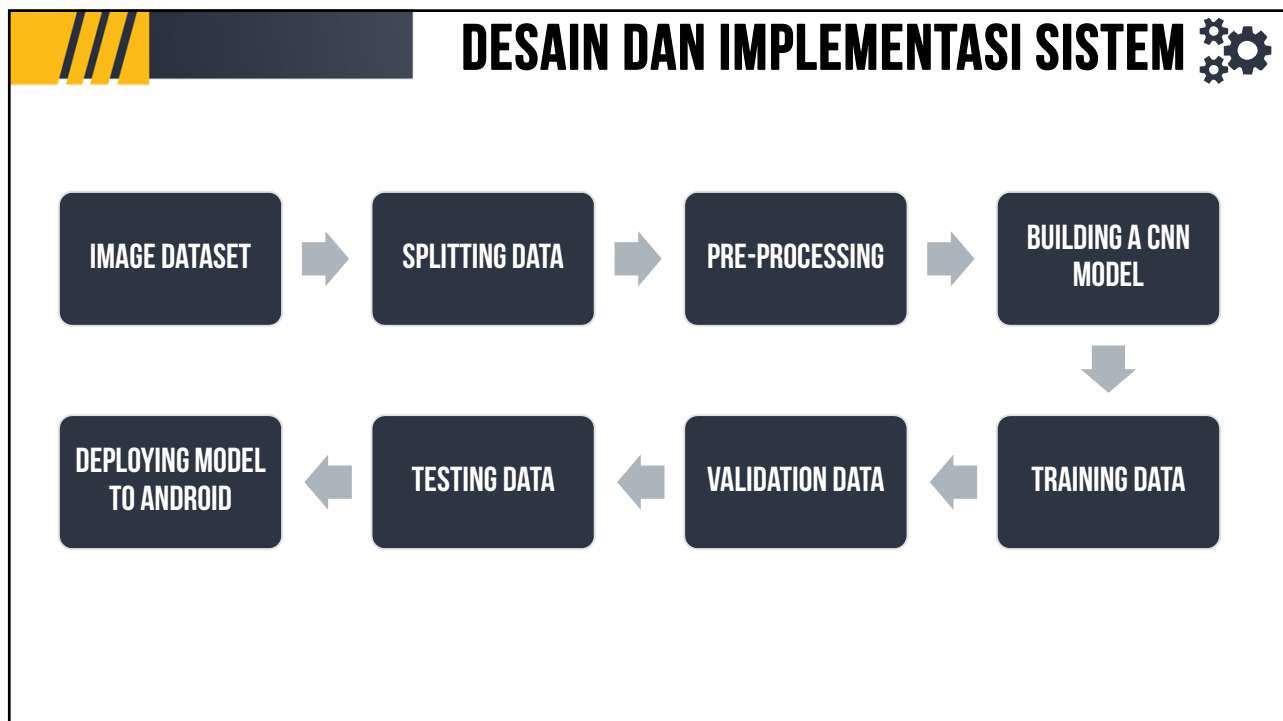 DESAIN DAN IMPLEMENTASI SISTEM
IMAGE DATASET
SPLITTING DATA
PRE-PROCESSING
BUILDING A CNN
MODEL
TRAINING DATA
VALIDATION DATA
TESTING DATA
DEPLOYING MODEL
TO ANDROID